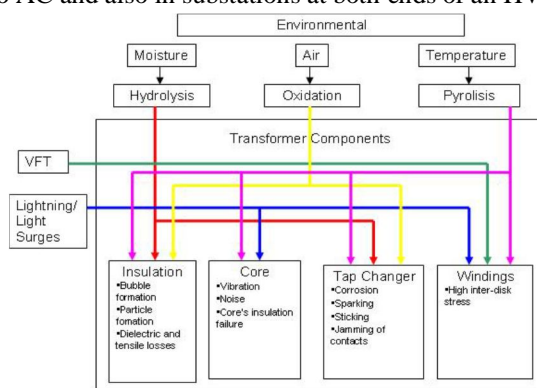 AC and also in substations at both ends of an HV
Environmental
Moisture
Air
Temperature
Hydrolysis
Oxidation
Pyrolisis
Transformer Components
VFT
Lightning/
Light
Surges
Insulation
•Bubble
formation
•Particle
fomation
•Dielectric and
tensile losses
Core
•Vibration
•Noise
•Core's insulation
failure
Tap Changer
•Corrosion
•Sparking
•Sticking
•Jamming of
contacts
Windings
•High inter-disk
stress